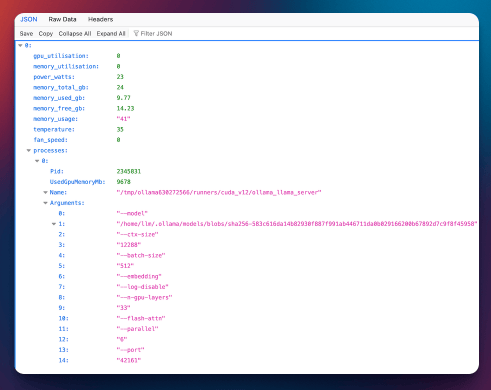 JSON Raw Data Headers
Save Copy Collapse All Expand All Filter JSON
0:
gpu_utilisation: 0
memory_utilisation: 0
power_watts: 23
memory_total_gb: 24
memory_used_gb: 9.77
memory_free_gb: 14.23
memory_usage: "41"
temperature: 35
fan_speed: 0
processes:
0:
Pid: 2345831
UsedGpuMemoryMb: 9678
Name: "/tmp/ollama630272566/runners/cuda_v12/ollama_llama_server"
Arguments:
0: "--model"
1: "/home/llm/.ollama/models/blobs/sha256-583c616da14b82930f887f991ab446711da0b029166200b67892d7c9f8f45958"
2: "--ctx-size"
3: "12288"
4: "--batch-size"
5: "512"
6: "--embedding"
7: "--log-disable"
8: "--n-gpu-layers"
9: "33"
10: "--flash-attn"
11: "--parallel"
12: "6"
13: "--port"
14: "42161"